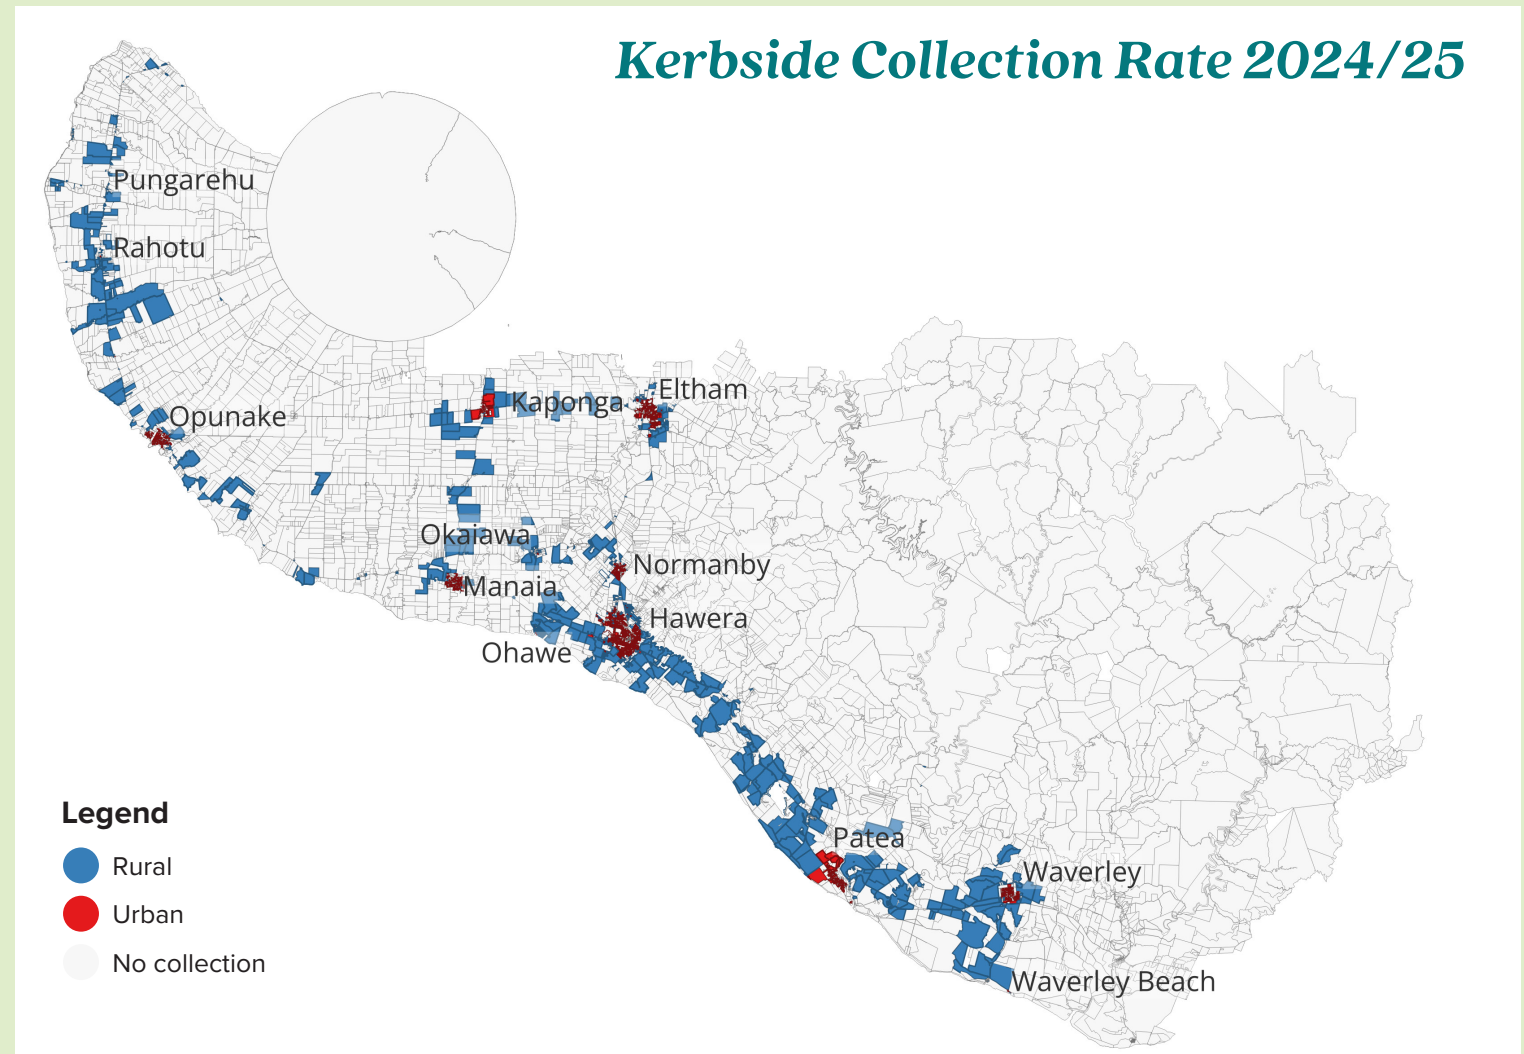 Kerbside Collection Rate 2024/25
Pungarehu
Rahotu
Eltham
Kaponga
Opunake
Okaiawa
Normanby
Manaia
Hawera
Ohawe
Patea
Waverley
Waverley Beach
Legend
Rural
Urban
No collection